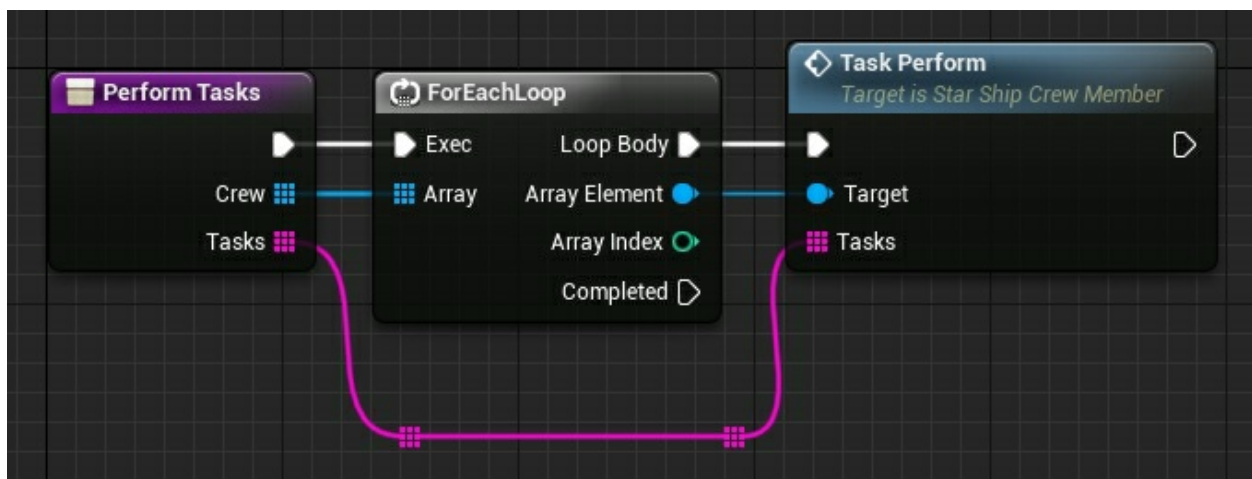 Perform Tasks
Crew
Tasks
ForEachLoop
Exec
Loop Body
Array
Array Element
Array Index
Completed
Task Perform
Target is Star Ship Crew Member
Target
Tasks